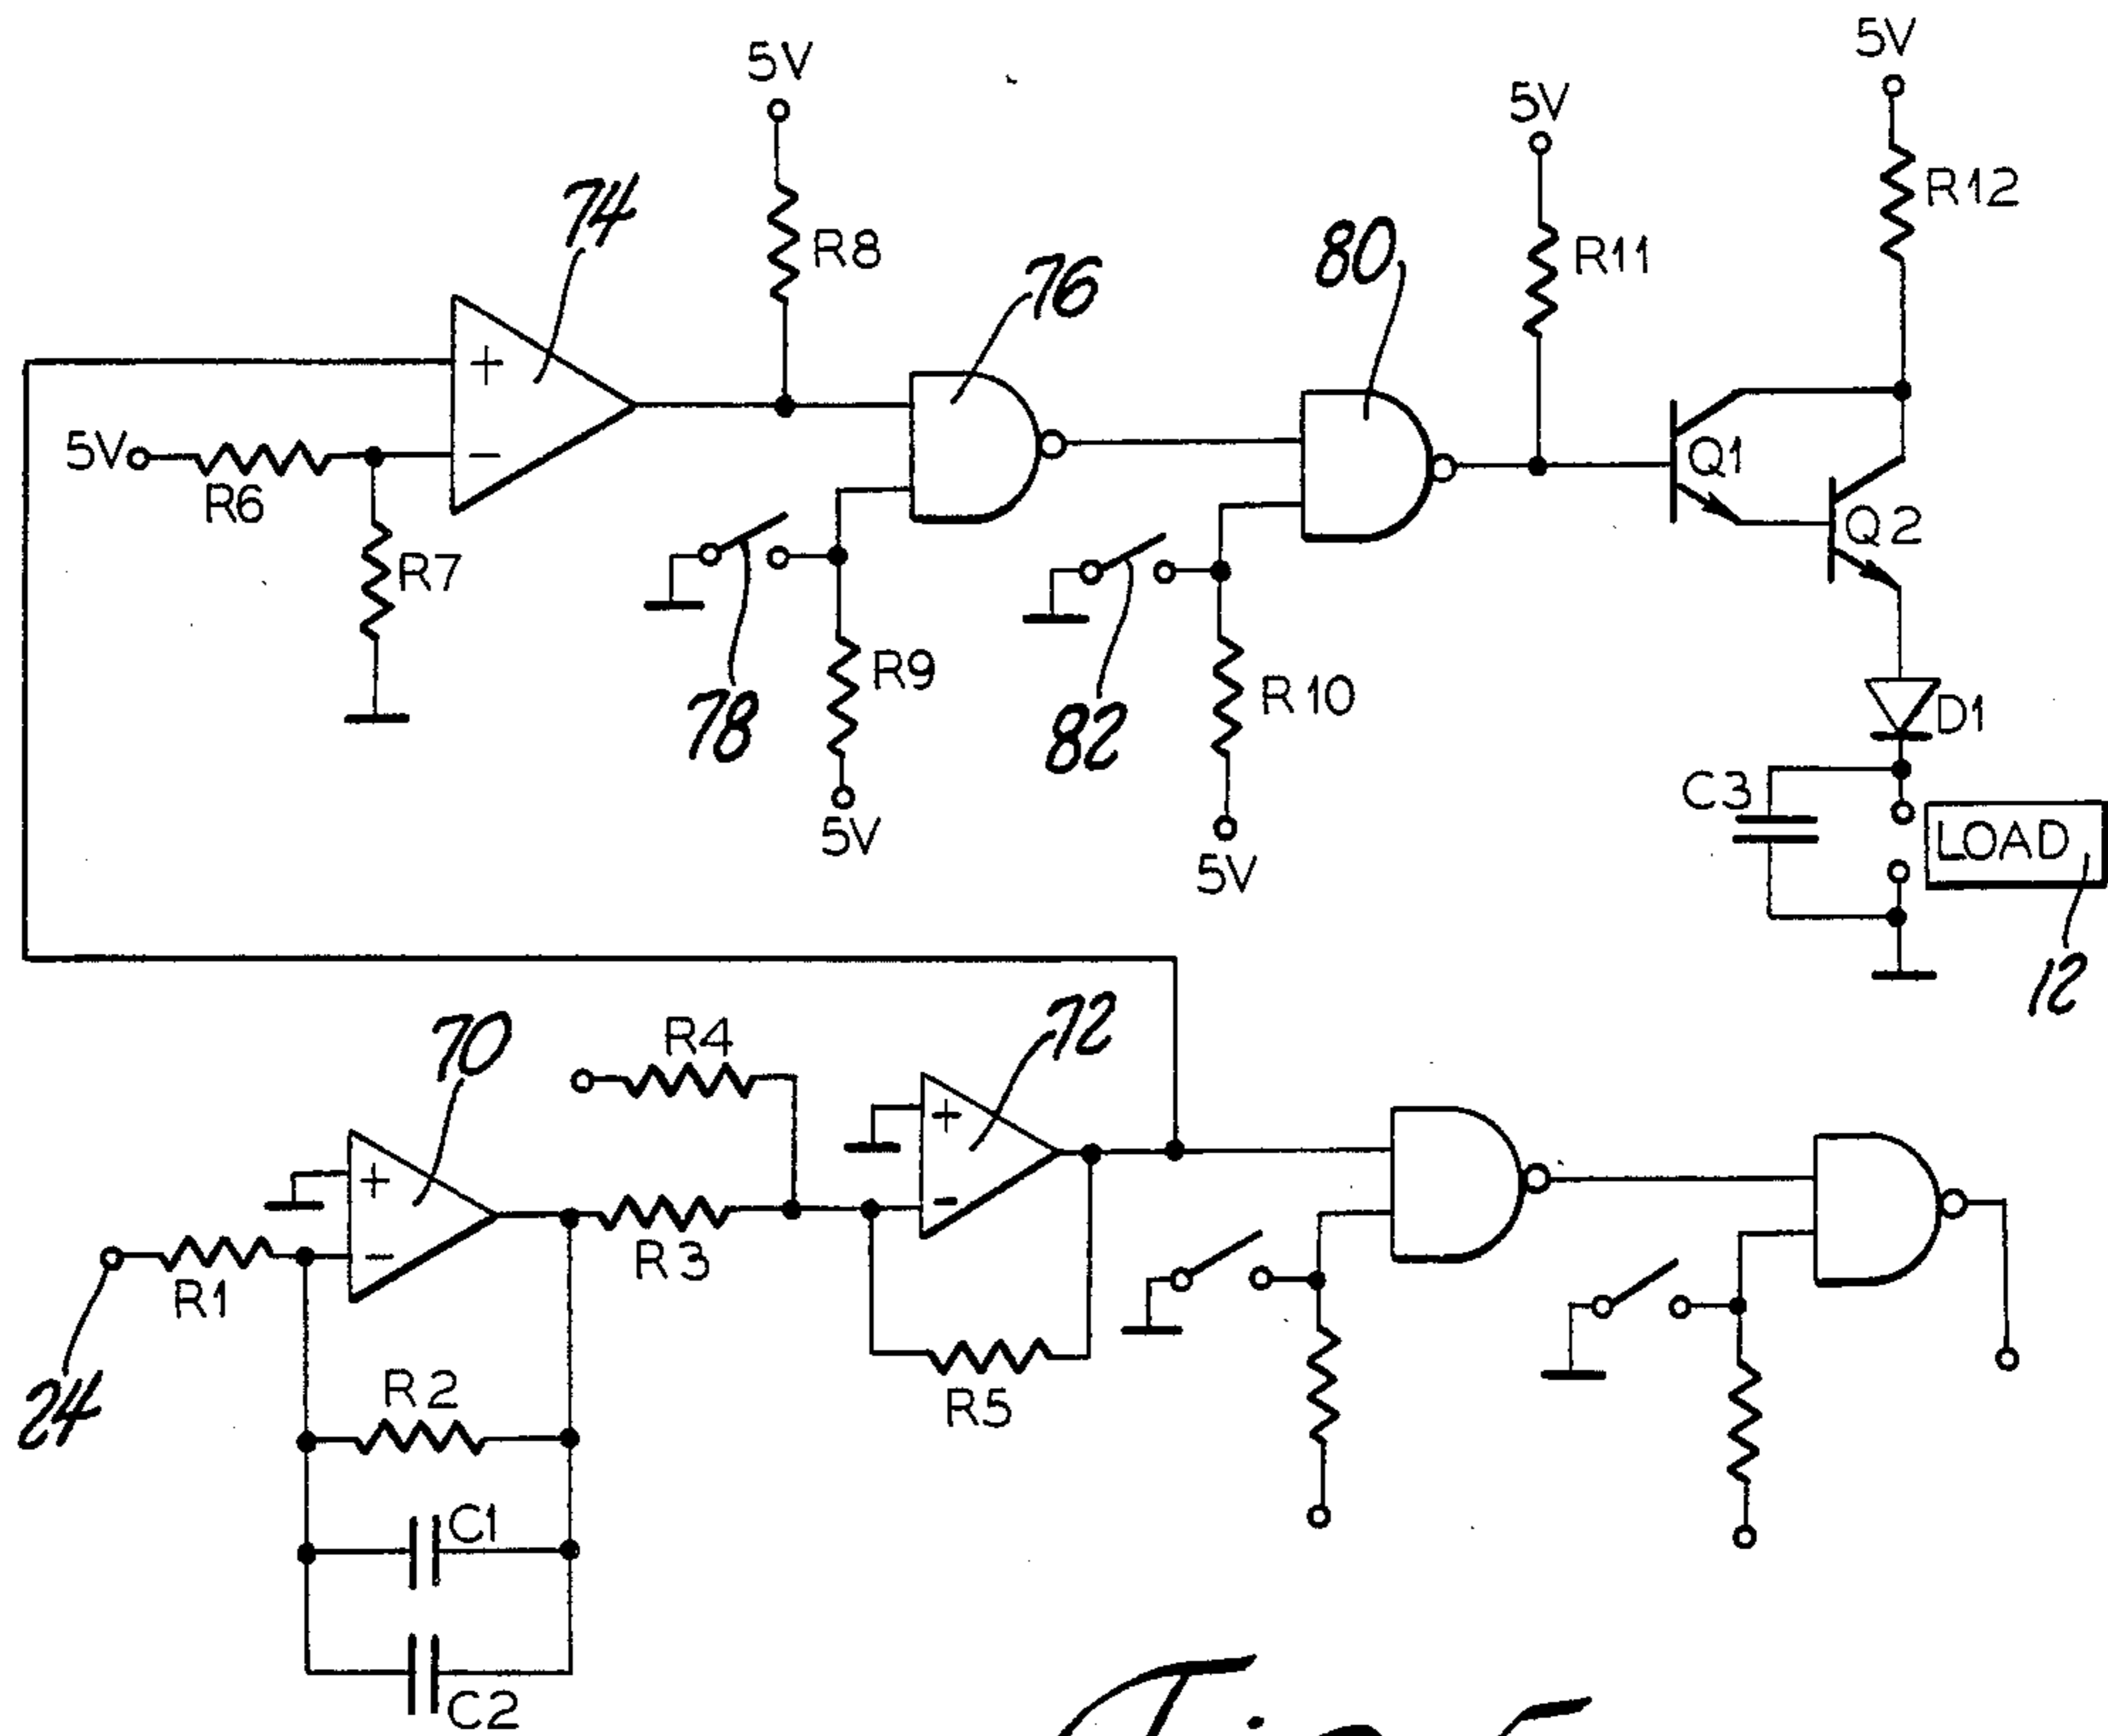 5V
5V
5V
74
R8
R12
76
80
R11
+
5V
-
R6
Q1
R7
Q2
78
R9
82
R10
D1
5V
5V
C3
LOAD
12
70
R4
72
+
+
-
-
R1
R3
24
R2
R5
C1
C2